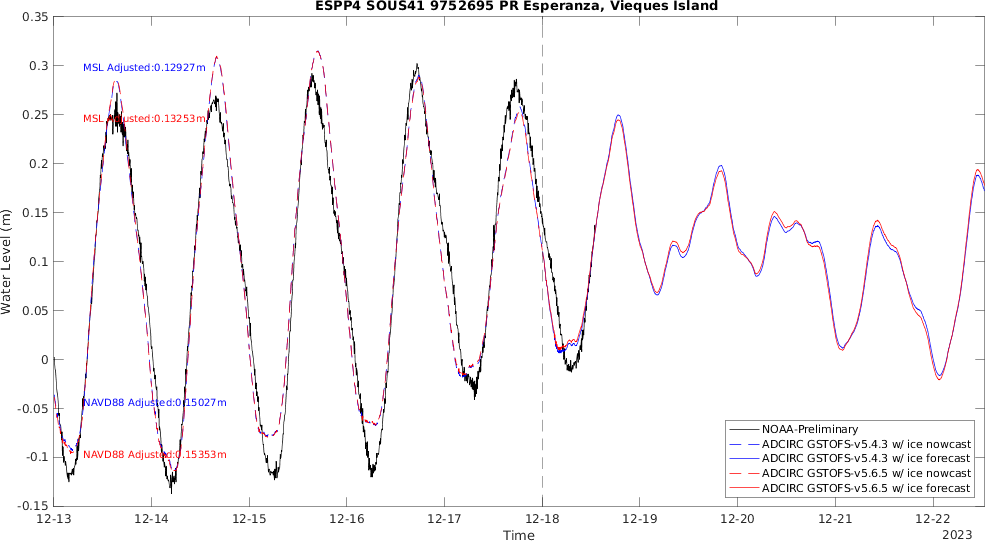 ESPP4 SOUS41 9752695 PR Esperanza, Vieques Island
0.35
0.3
0.25
0.2
0.15
0.1
0.05
0
-0.05
-0.1
-0.15
Water Level (m)
MSL Adjusted:0.12927m
MSL Adjusted:0.13253m
NAVD88 Adjusted:0.15027m
NAVD88 Adjusted:0.15353m
NOAA-Preliminary
ADCIRC GSTOFS-v5.4.3 w/ ice nowcast
ADCIRC GSTOFS-v5.4.3 w/ ice forecast
ADCIRC GSTOFS-v5.6.5 w/ ice nowcast
ADCIRC GSTOFS-v5.6.5 w/ ice forecast
12-13 12-14 12-15 12-16 12-17 12-18 12-19 12-20 12-21 12-22
Time
2023